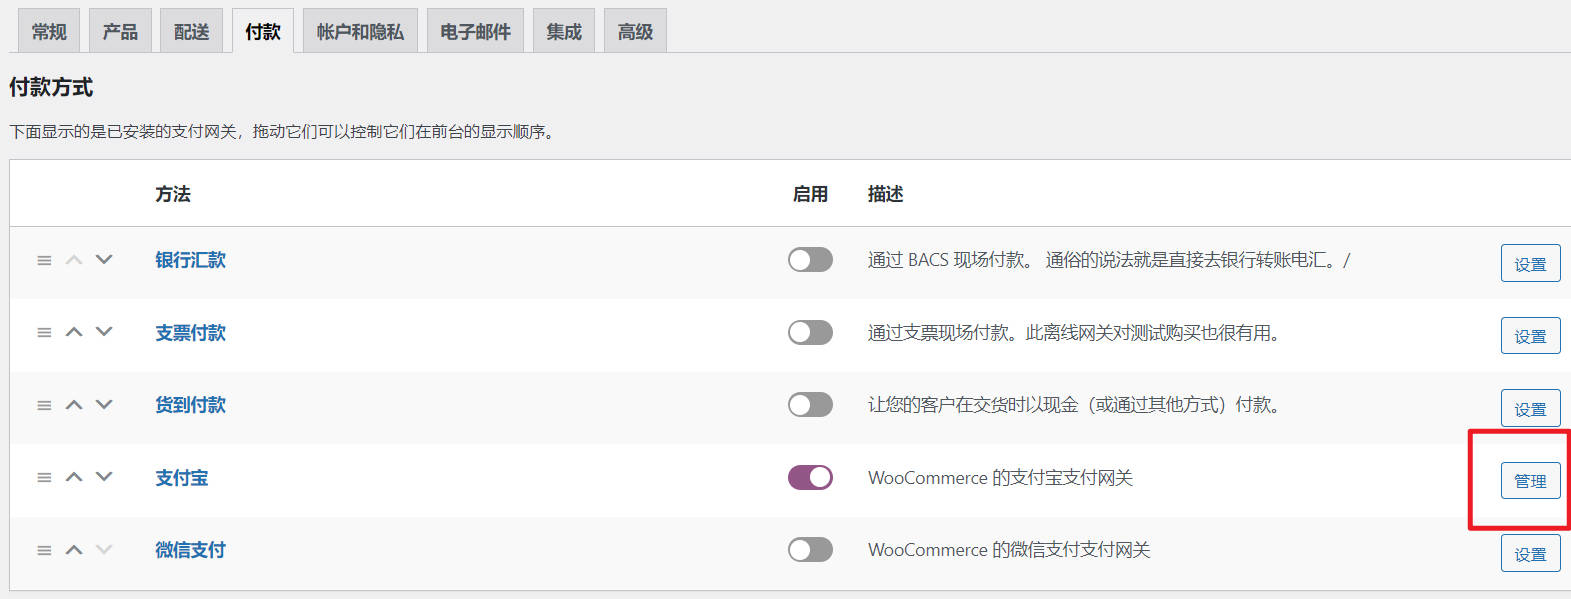 常规 产品 配送 付款 帐户和隐私 电子邮件 集成 高级
付款方式
下面显示的是已安装的支付网关，拖动它们可以控制它们在前台的显示顺序。
方法 启用 描述
银行汇款 通过 BACS 现场付款。 通俗的说法就是直接去银行转账电汇。/ 设置
支票付款 通过支票现场付款。此离线网关对测试购买也很有用。 设置
货到付款 让您的客户在交货时以现金（或通过其他方式）付款。 设置
支付宝 WooCommerce 的支付宝支付网关 管理
微信支付 WooCommerce 的微信支付支付网关 设置